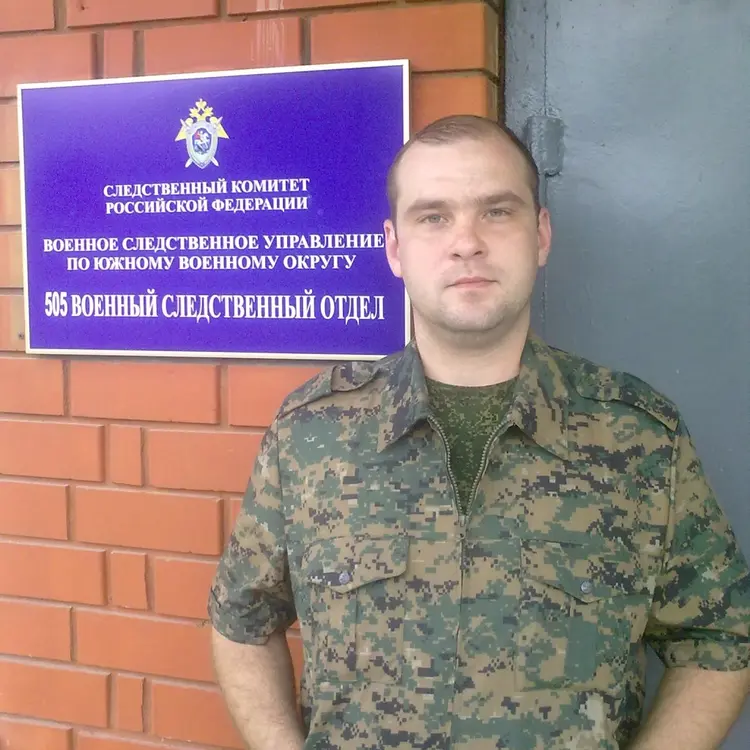 СЛЕДСТВЕННЫЙ КОМИТЕТ
РОССИЙСКОЙ ФЕДЕРАЦИИ
ВОЕННОЕ СЛЕДСТВЕННОЕ УПРАВЛЕНИЕ
ПО ЮЖНОМУ ВОЕННОМУ ОКРУГУ
505 ВОЕННЫЙ СЛЕДСТВЕННЫЙ ОТДЕЛ